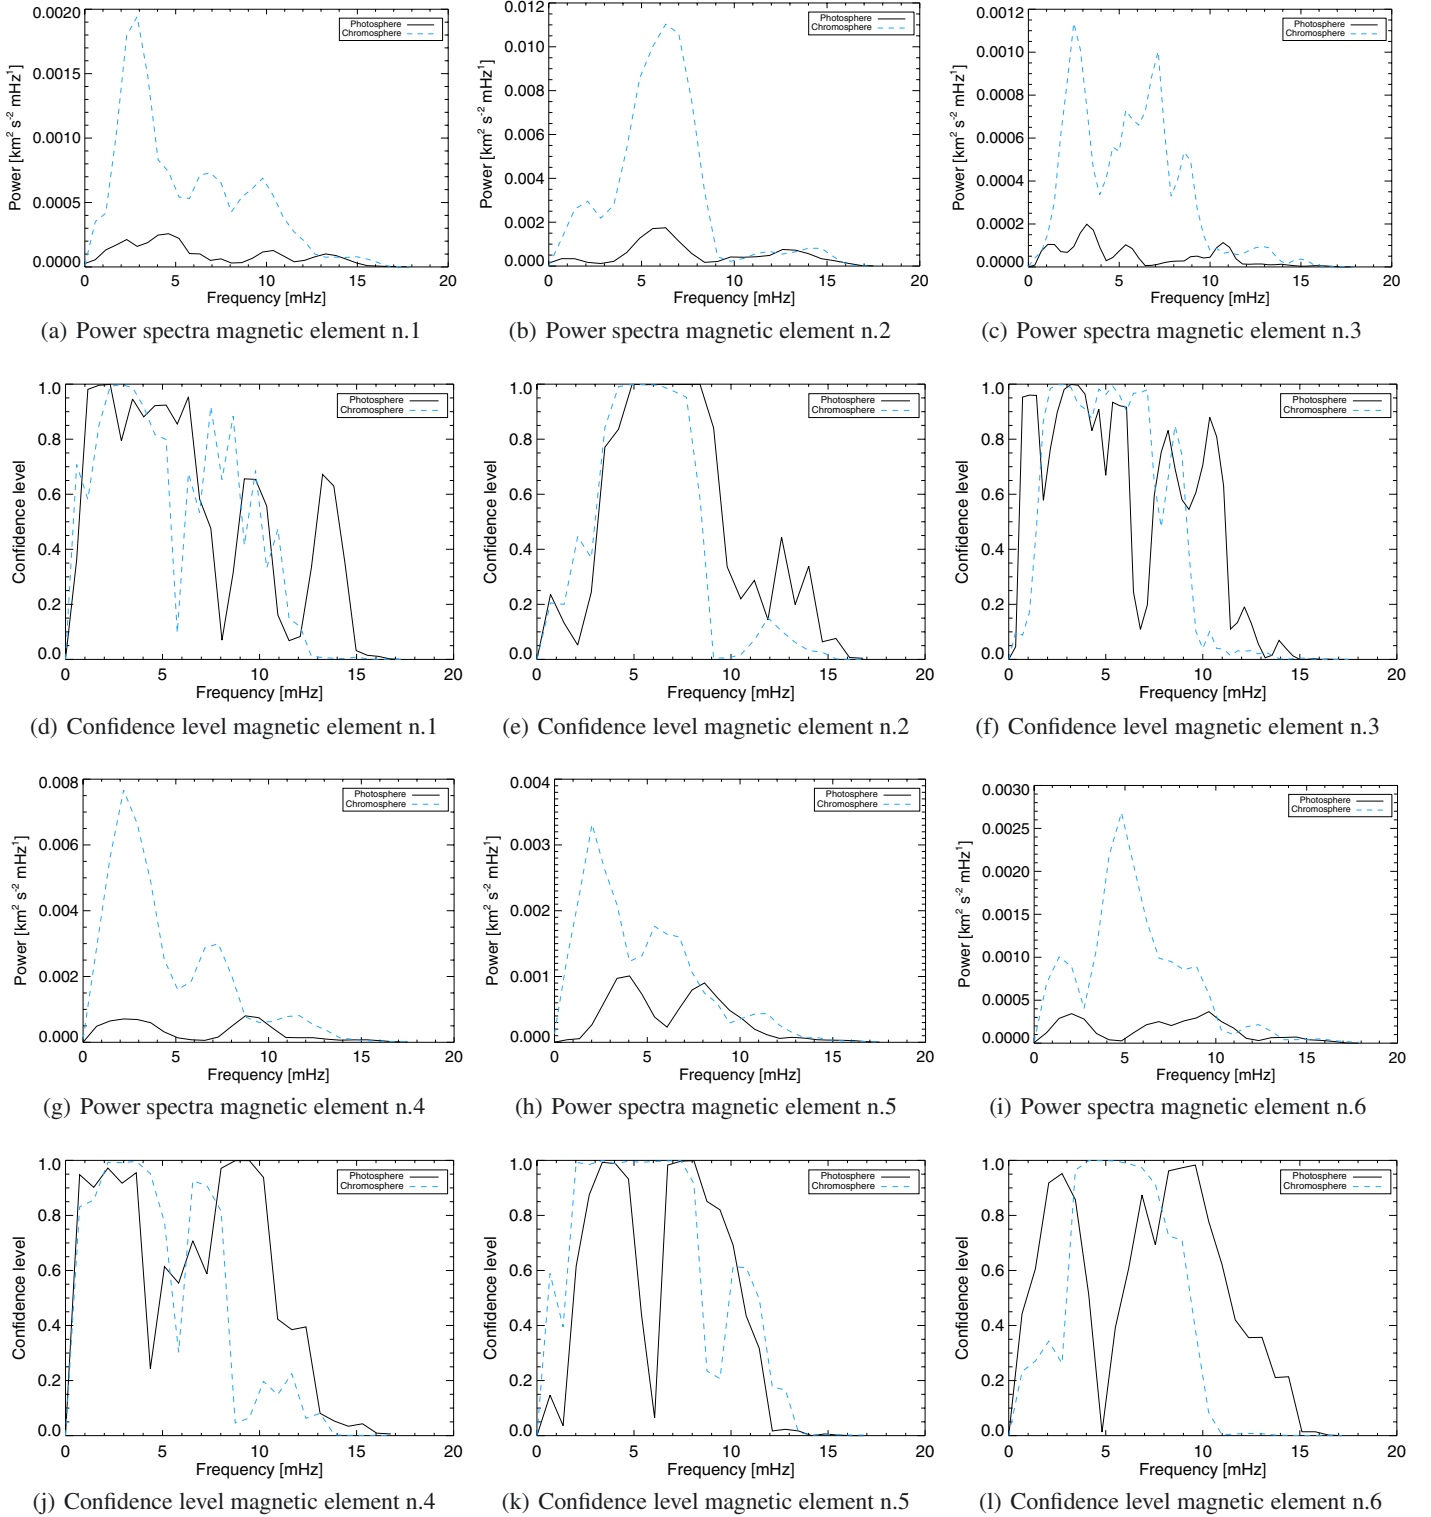 0.0020
0.0015
0.0010
0.0005
0.0000
Power [km² s⁻² mHz¹]
Photosphere
Chromosphere
0 5 10 15 20
Frequency [mHz]
(a) Power spectra magnetic element n.1
0.012
0.010
0.008
0.006
0.004
0.002
0.000
Power [km² s⁻² mHz¹]
Photosphere
Chromosphere
0 5 10 15 20
Frequency [mHz]
(b) Power spectra magnetic element n.2
0.0012
0.0010
0.0008
0.0006
0.0004
0.0002
0.0000
Power [km² s⁻² mHz¹]
Photosphere
Chromosphere
0 5 10 15 20
Frequency [mHz]
(c) Power spectra magnetic element n.3
1.0
0.8
0.6
0.4
0.2
0.0
Confidence level
Photosphere
Chromosphere
0 5 10 15 20
Frequency [mHz]
(d) Confidence level magnetic element n.1
1.0
0.8
0.6
0.4
0.2
0.0
Confidence level
Photosphere
Chromosphere
0 5 10 15 20
Frequency [mHz]
(e) Confidence level magnetic element n.2
1.0
0.8
0.6
0.4
0.2
0.0
Confidence level
Photosphere
Chromosphere
0 5 10 15 20
Frequency [mHz]
(f) Confidence level magnetic element n.3
0.008
0.006
0.004
0.002
0.000
Power [km² s⁻² mHz¹]
Photosphere
Chromosphere
0 5 10 15 20
Frequency [mHz]
(g) Power spectra magnetic element n.4
0.004
0.003
0.002
0.001
0.000
Power [km² s⁻² mHz¹]
Photosphere
Chromosphere
0 5 10 15 20
Frequency [mHz]
(h) Power spectra magnetic element n.5
0.0030
0.0025
0.0020
0.0015
0.0010
0.0005
0.0000
Power [km² s⁻² mHz¹]
Photosphere
Chromosphere
0 5 10 15 20
Frequency [mHz]
(i) Power spectra magnetic element n.6
1.0
0.8
0.6
0.4
0.2
0.0
Confidence level
Photosphere
Chromosphere
0 5 10 15 20
Frequency [mHz]
(j) Confidence level magnetic element n.4
1.0
0.8
0.6
0.4
0.2
0.0
Confidence level
Photosphere
Chromosphere
0 5 10 15 20
Frequency [mHz]
(k) Confidence level magnetic element n.5
1.0
0.8
0.6
0.4
0.2
0.0
Confidence level
Photosphere
Chromosphere
0 5 10 15 20
Frequency [mHz]
(l) Confidence level magnetic element n.6